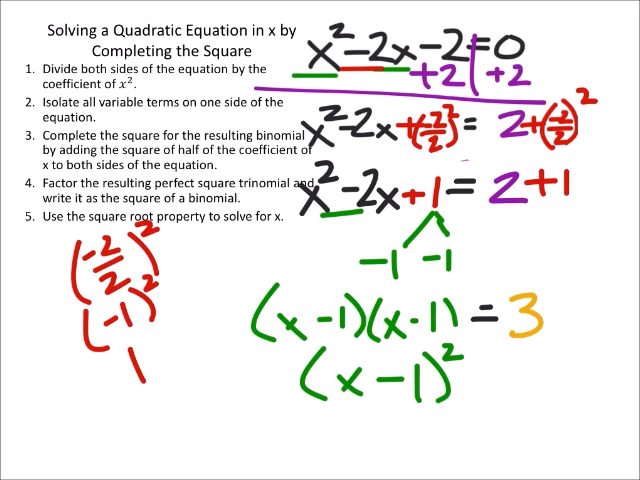 Solving a Quadratic Equation in x by
Completing the Square
1. Divide both sides of the equation by the
coefficient of x².
2. Isolate all variable terms on one side of the
equation.
3. Complete the square for the resulting binomial
by adding the square of half of the coefficient of
x to both sides of the equation.
4. Factor the resulting perfect square trinomial and
write it as the square of a binomial.
5. Use the square root property to solve for x.
(-2/2)²
(-1)²
1
x²-2x-2=0
+2 +2
x²-2x+(-2/2)² = 2+(-2/2)²
x²-2x+1=2+1
-1 -1
(x-1)(x-1)=3
(x-1)²